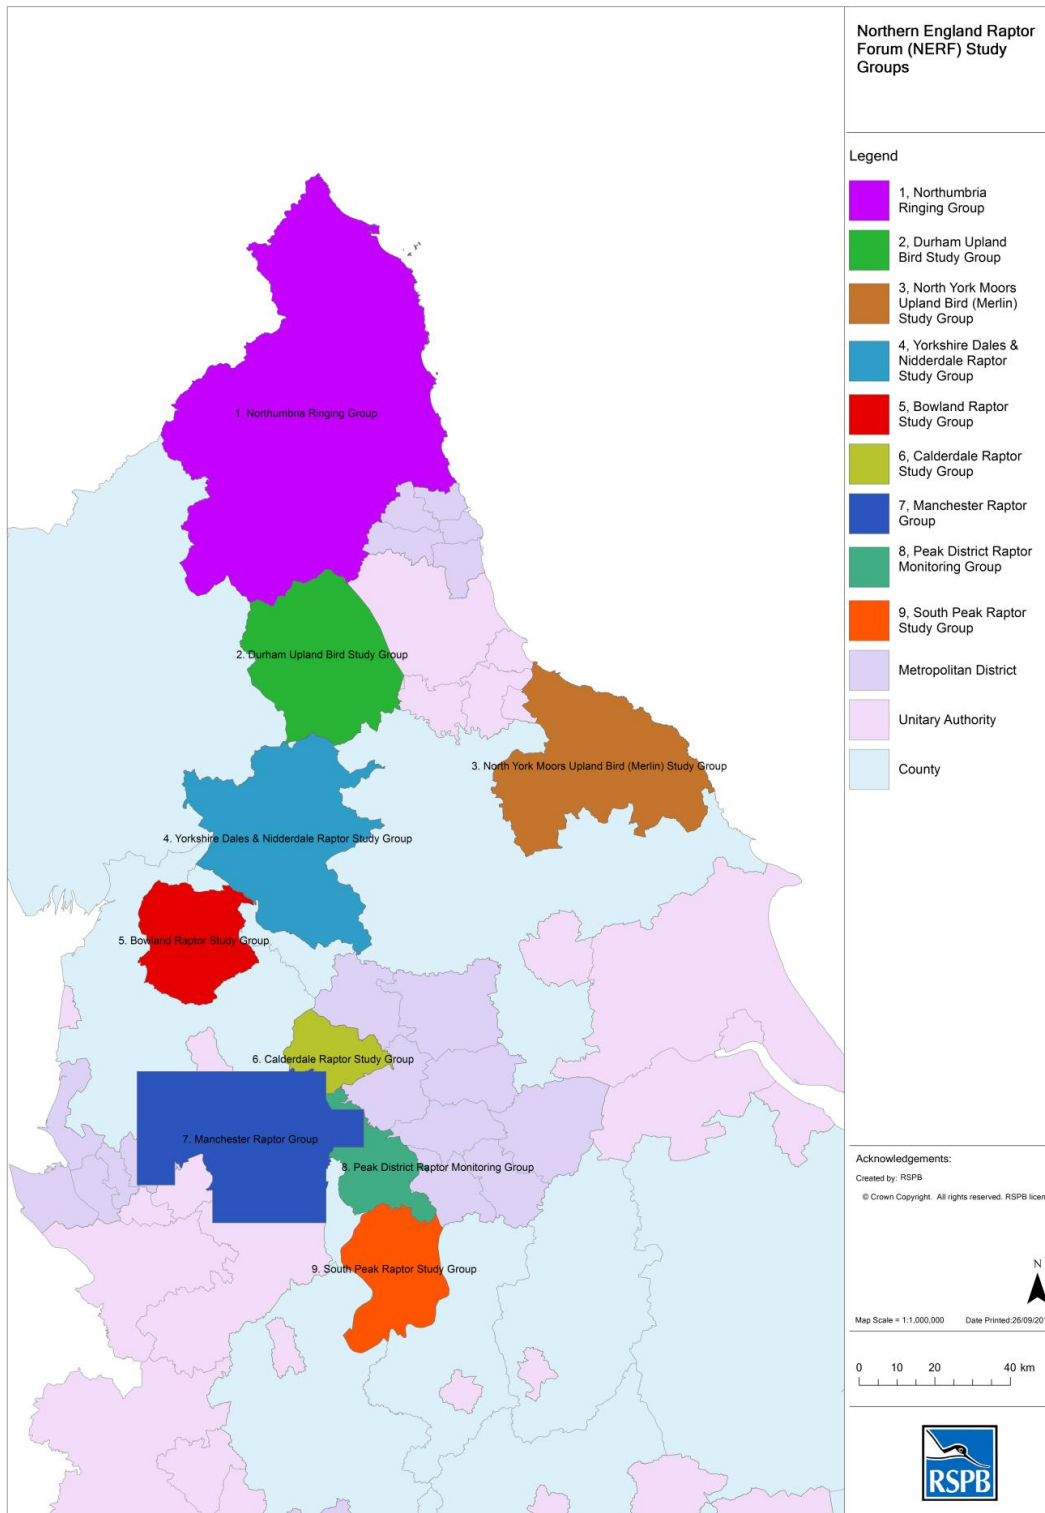 Northern England Raptor
Forum (NERF) Study
Groups
Legend
1, Northumbria
Ringing Group
2, Durham Upland
Bird Study Group
3, North York Moors
Upland Bird (Merlin)
Study Group
4, Yorkshire Dales &
Nidderdale Raptor
Study Group
5, Bowland Raptor
Study Group
6, Calderdale Raptor
Study Group
7, Manchester Raptor
Group
8, Peak District Raptor
Monitoring Group
9, South Peak Raptor
Study Group
Metropolitan District
Unitary Authority
County
1. Northumbria Ringing Group
2. Durham Upland Bird Study Group
3. North York Moors Upland Bird (Merlin) Study Group
4. Yorkshire Dales & Nidderdale Raptor Study Group
5. Bowland Raptor Study Group
6. Calderdale Raptor Study Group
7. Manchester Raptor Group
8. Peak District Raptor Monitoring Group
9. South Peak Raptor Study Group
Acknowledgements:
Created by: RSPB
© Crown Copyright. All rights reserved. RSPB licen
N
Map Scale = 1:1,000,000 Date Printed:26/09/20
0 10 20 40 km
RSPB